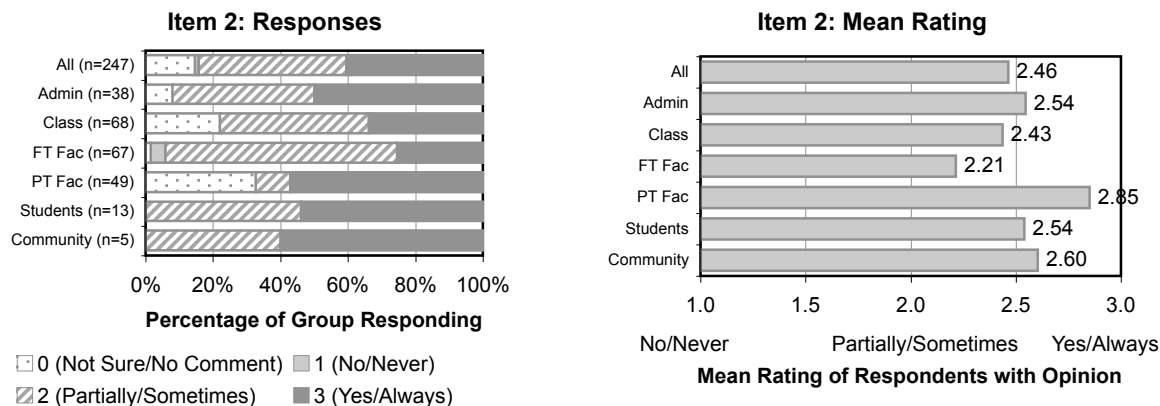 Item 2: Responses
All (n=247)
Admin (n=38)
Class (n=68)
FT Fac (n=67)
PT Fac (n=49)
Students (n=13)
Community (n=5)
0% 20% 40% 60% 80% 100%
Percentage of Group Responding
0 (Not Sure/No Comment) 1 (No/Never)
2 (Partially/Sometimes) 3 (Yes/Always)
Item 2: Mean Rating
All 2.46
Admin 2.54
Class 2.43
FT Fac 2.21
PT Fac 2.85
Students 2.54
Community 2.60
1.0 1.5 2.0 2.5 3.0
No/Never Partially/Sometimes Yes/Always
Mean Rating of Respondents with Opinion